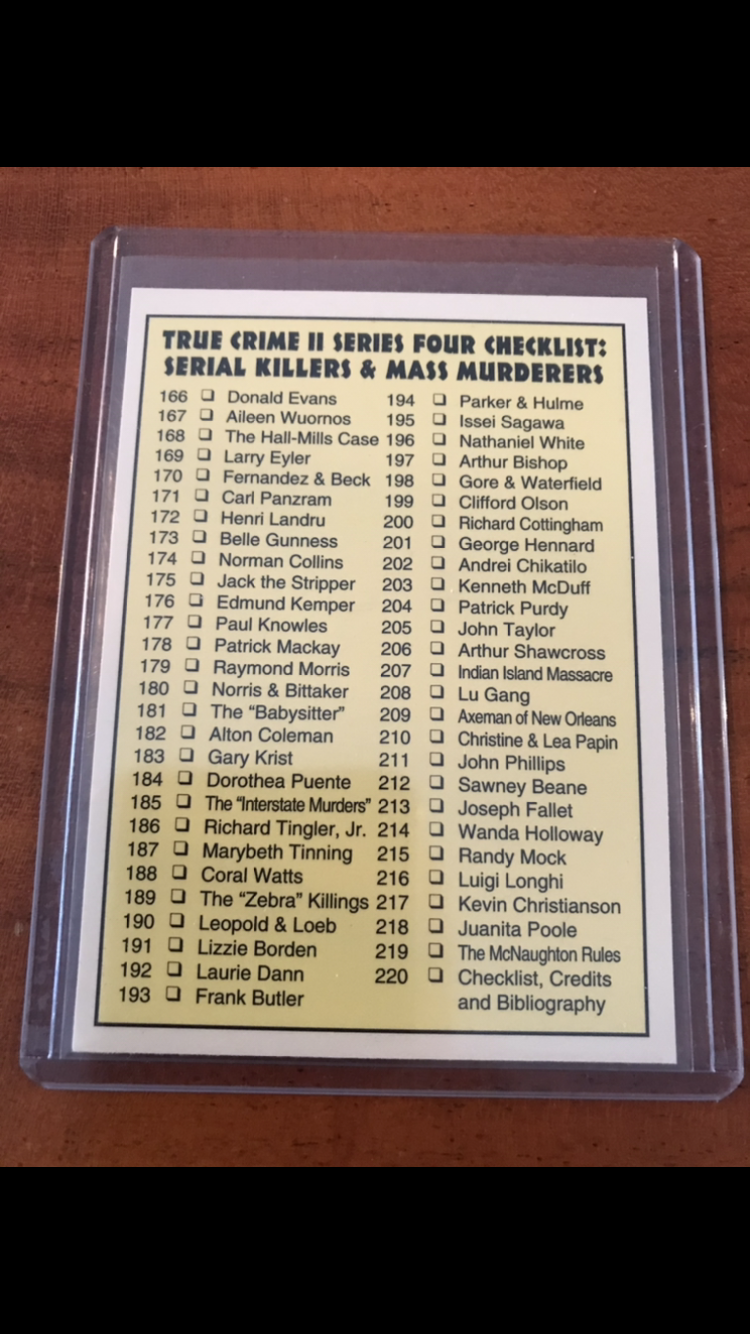 TRUE CRIME II SERIES FOUR CHECKLIST:
SERIAL KILLERS & MASS MURDERERS
166 ❏ Donald Evans
167 ❏ Aileen Wuornos
168 ❏ The Hall-Mills Case
169 ❏ Larry Eyler
170 ❏ Fernandez & Beck
171 ❏ Carl Panzram
172 ❏ Henri Landru
173 ❏ Belle Gunness
174 ❏ Norman Collins
175 ❏ Jack the Stripper
176 ❏ Edmund Kemper
177 ❏ Paul Knowles
178 ❏ Patrick Mackay
179 ❏ Raymond Morris
180 ❏ Norris & Bittaker
181 ❏ The “Babysitter”
182 ❏ Alton Coleman
183 ❏ Gary Krist
184 ❏ Dorothea Puente
185 ❏ The “Interstate Murders”
186 ❏ Richard Tingler, Jr.
187 ❏ Marybeth Tinning
188 ❏ Coral Watts
189 ❏ The “Zebra” Killings
190 ❏ Leopold & Loeb
191 ❏ Lizzie Borden
192 ❏ Laurie Dann
193 ❏ Frank Butler
194 ❏ Parker & Hulme
195 ❏ Issei Sagawa
196 ❏ Nathaniel White
197 ❏ Arthur Bishop
198 ❏ Gore & Waterfield
199 ❏ Clifford Olson
200 ❏ Richard Cottingham
201 ❏ George Hennard
202 ❏ Andrei Chikatilo
203 ❏ Kenneth McDuff
204 ❏ Patrick Purdy
205 ❏ John Taylor
206 ❏ Arthur Shawcross
207 ❏ Indian Island Massacre
208 ❏ Lu Gang
209 ❏ Axeman of New Orleans
210 ❏ Christine & Lea Papin
211 ❏ John Phillips
212 ❏ Sawney Beane
213 ❏ Joseph Fallet
214 ❏ Wanda Holloway
215 ❏ Randy Mock
216 ❏ Luigi Longhi
217 ❏ Kevin Christianson
218 ❏ Juanita Poole
219 ❏ The McNaughton Rules
220 ❏ Checklist, Credits
and Bibliography